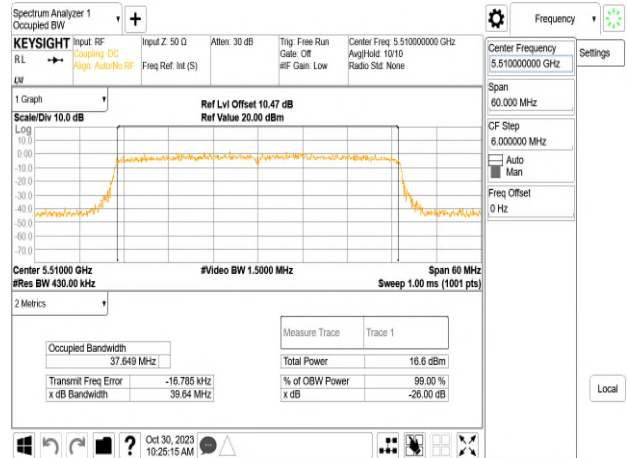 Spectrum Analyzer 1
Occupied BW
+
Frequency
KEYSIGHT
RL
LXI
Input: RF
Coupling: DC
Align: Auto/No RF
Input Z: 50 Ω
Freq Ref: Int (S)
Atten: 30 dB
Trig: Free Run
Gate: Off
#IF Gain: Low
Center Freq: 5.510000000 GHz
Avg|Hold: 10/10
Radio Std: None
Center Frequency
5.510000000 GHz
Settings
Span
60.000 MHz
CF Step
6.000000 MHz
Auto
Man
Freq Offset
0 Hz
Local
1 Graph
Scale/Div 10.0 dB
Ref Lvl Offset 10.47 dB
Ref Value 20.00 dBm
Log
10.0
0.00
-10.0
-20.0
-30.0
-40.0
-50.0
-60.0
-70.0
Center 5.51000 GHz
#Res BW 430.00 kHz
#Video BW 1.5000 MHz
Span 60 MHz
Sweep 1.00 ms (1001 pts)
2 Metrics
Measure Trace Trace 1
Occupied Bandwidth
37.649 MHz
Total Power 16.6 dBm
Transmit Freq Error -16.785 kHz
% of OBW Power 99.00 %
x dB Bandwidth 39.64 MHz
x dB -26.00 dB
?
Oct 30, 2023
10:25:15 AM